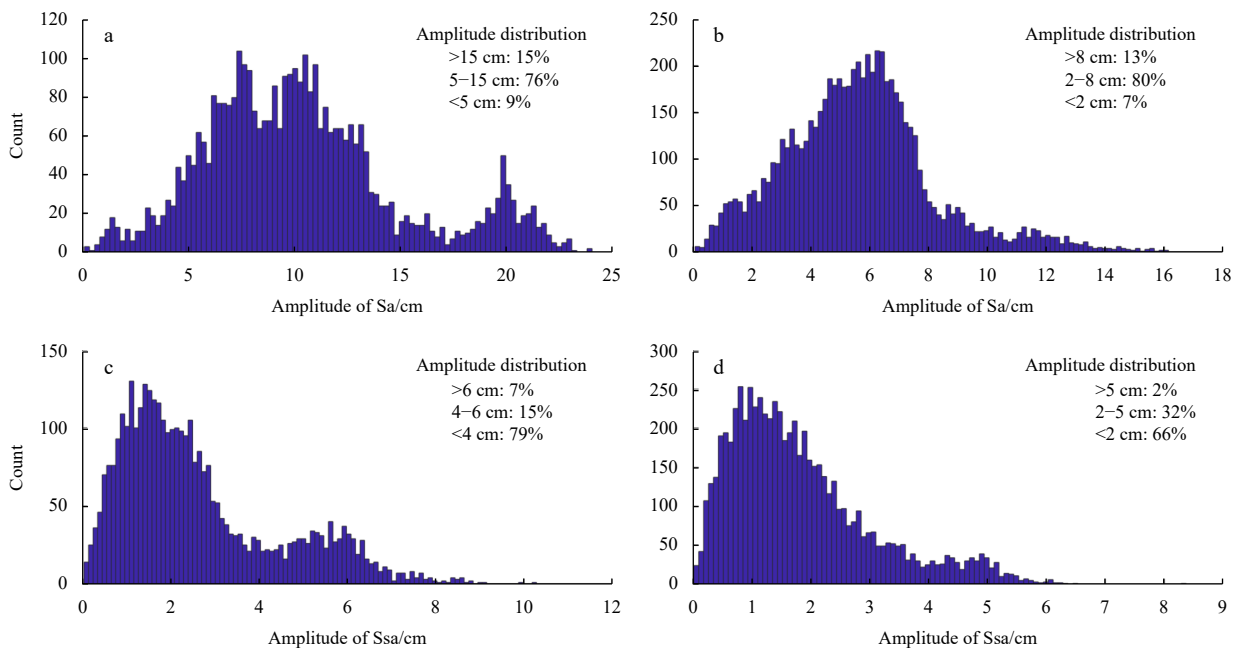 a
Amplitude distribution
>15 cm: 15%
5−15 cm: 76%
<5 cm: 9%
120
100
80
60
40
20
0
Count
0 5 10 15 20 25
Amplitude of Sa/cm
b
Amplitude distribution
>8 cm: 13%
2−8 cm: 80%
<2 cm: 7%
250
200
150
100
50
0
0 2 4 6 8 10 12 14 16 18
Amplitude of Sa/cm
c
Amplitude distribution
>6 cm: 7%
4−6 cm: 15%
<4 cm: 79%
150
100
50
0
Count
0 2 4 6 8 10 12
Amplitude of Ssa/cm
d
Amplitude distribution
>5 cm: 2%
2−5 cm: 32%
<2 cm: 66%
300
250
200
150
100
50
0
0 1 2 3 4 5 6 7 8 9
Amplitude of Ssa/cm